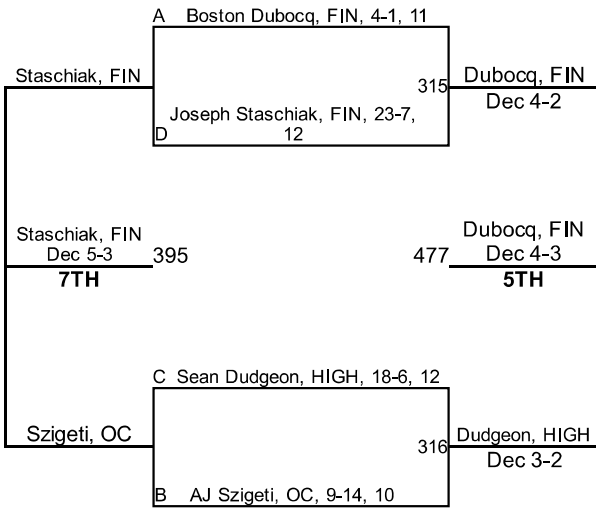 A Boston Dubocq, FIN, 4-1, 11
Staschiak, FIN
315
Dubocq, FIN
Dec 4-2
Joseph Staschiak, FIN, 23-7,
D 12
Staschiak, FIN
Dec 5-3
7TH
395
477
Dubocq, FIN
Dec 4-3
5TH
C Sean Dudgeon, HIGH, 18-6, 12
Szigeti, OC
316
Dudgeon, HIGH
Dec 3-2
B AJ Szigeti, OC, 9-14, 10